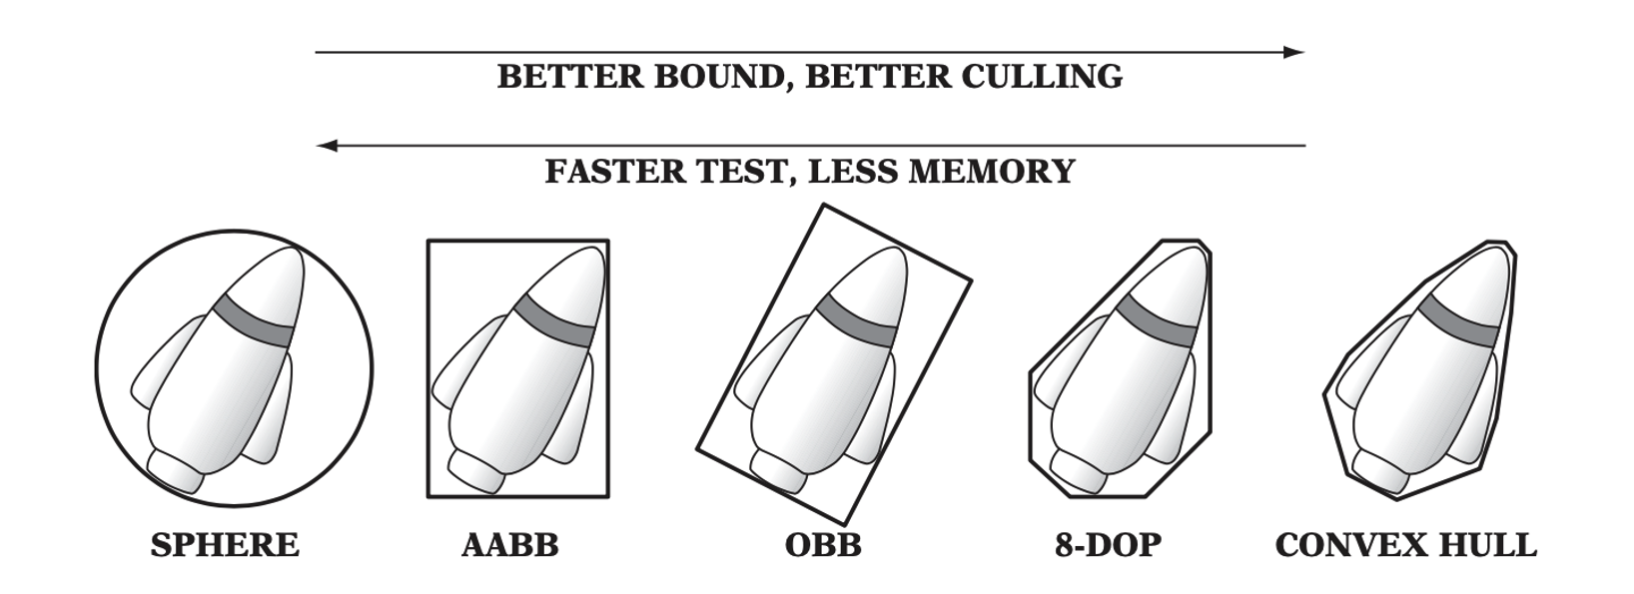 BETTER BOUND, BETTER CULLING
FASTER TEST, LESS MEMORY
SPHERE
AABB
OBB
8-DOP
CONVEX HULL